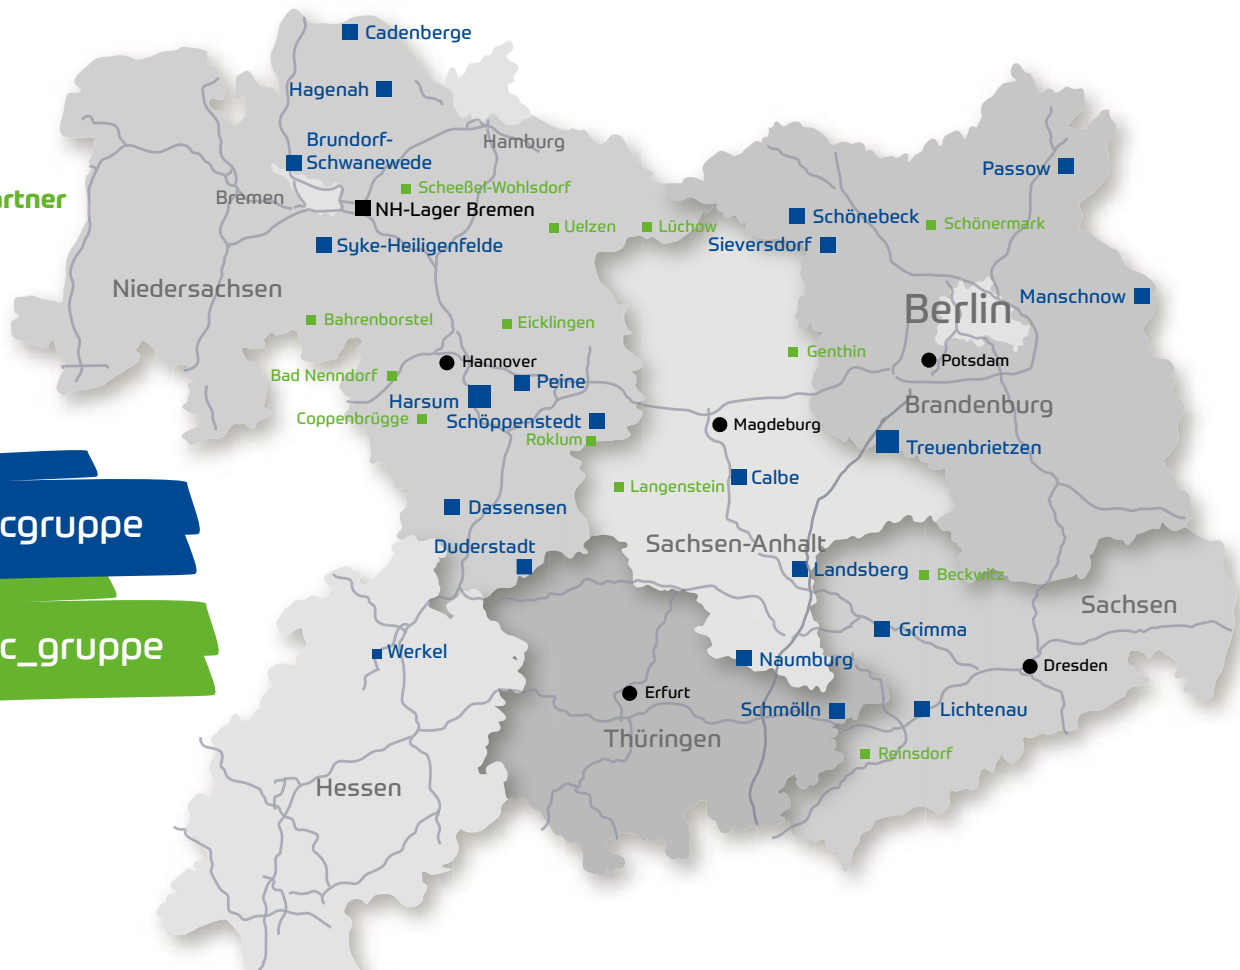 Cadenberge
Hagenah
Brundorf-
Schwanewede
Hamburg
Bremen
Scheeßel-Wohlsdorf
rtner
NH-Lager Bremen
Uelzen
Lüchow
Syke-Heiligenfelde
Passow
Schönebeck
Schönermark
Sieversdorf
Niedersachsen
Manschnow
Berlin
Bahrenborstel
Eicklingen
Genthin
Hannover
Potsdam
Bad Nenndorf
Peine
Harsum
Brandenburg
Coppenbrügge
Schöppenstedt
Magdeburg
Roklum
Treuenbrietzen
Calbe
Langenstein
Dassensen
cgruppe
Duderstadt
Sachsen-Anhalt
Landsberg
Beckwitz
Sachsen
Grimma
c_gruppe
Werkel
Naumburg
Dresden
Erfurt
Schmölln
Lichtenau
Thüringen
Reinsdorf
Hessen